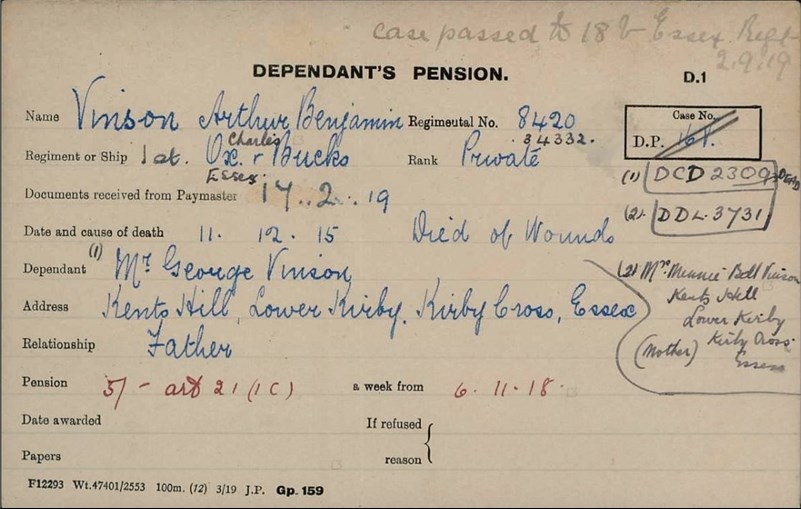 case passed to 18 b Essex Regt
2.9.19
DEPENDANT'S PENSION.
D.1
Name Vinson Arthur Benjamin Regimental No. 8420
Charles 34332.
Case No.
D.P. 168.
Regiment or Ship 1st. Ox. & Bucks Rank Private
Essex.
(1) DCD 2309 DEAD
Documents received from Paymaster 17..2..19
(2) DDL. 3731
Date and cause of death 11. 12. 15 Died of Wounds
Dependant (1) Mr. George Vinson
(2) Mrs Minnie Bell Vinson
Kents Hill
Lower Kirby
Kirby Cross
(Mother) Essex
Address Kents Hill, Lower Kirby, Kirby Cross, Essex
Relationship Father
Pension 5/- art 21 (1C) a week from 6.11.18.
Date awarded If refused
Papers reason
F12293 Wt.47401/2553 100m. (12) 3/19 J.P. Gp. 159